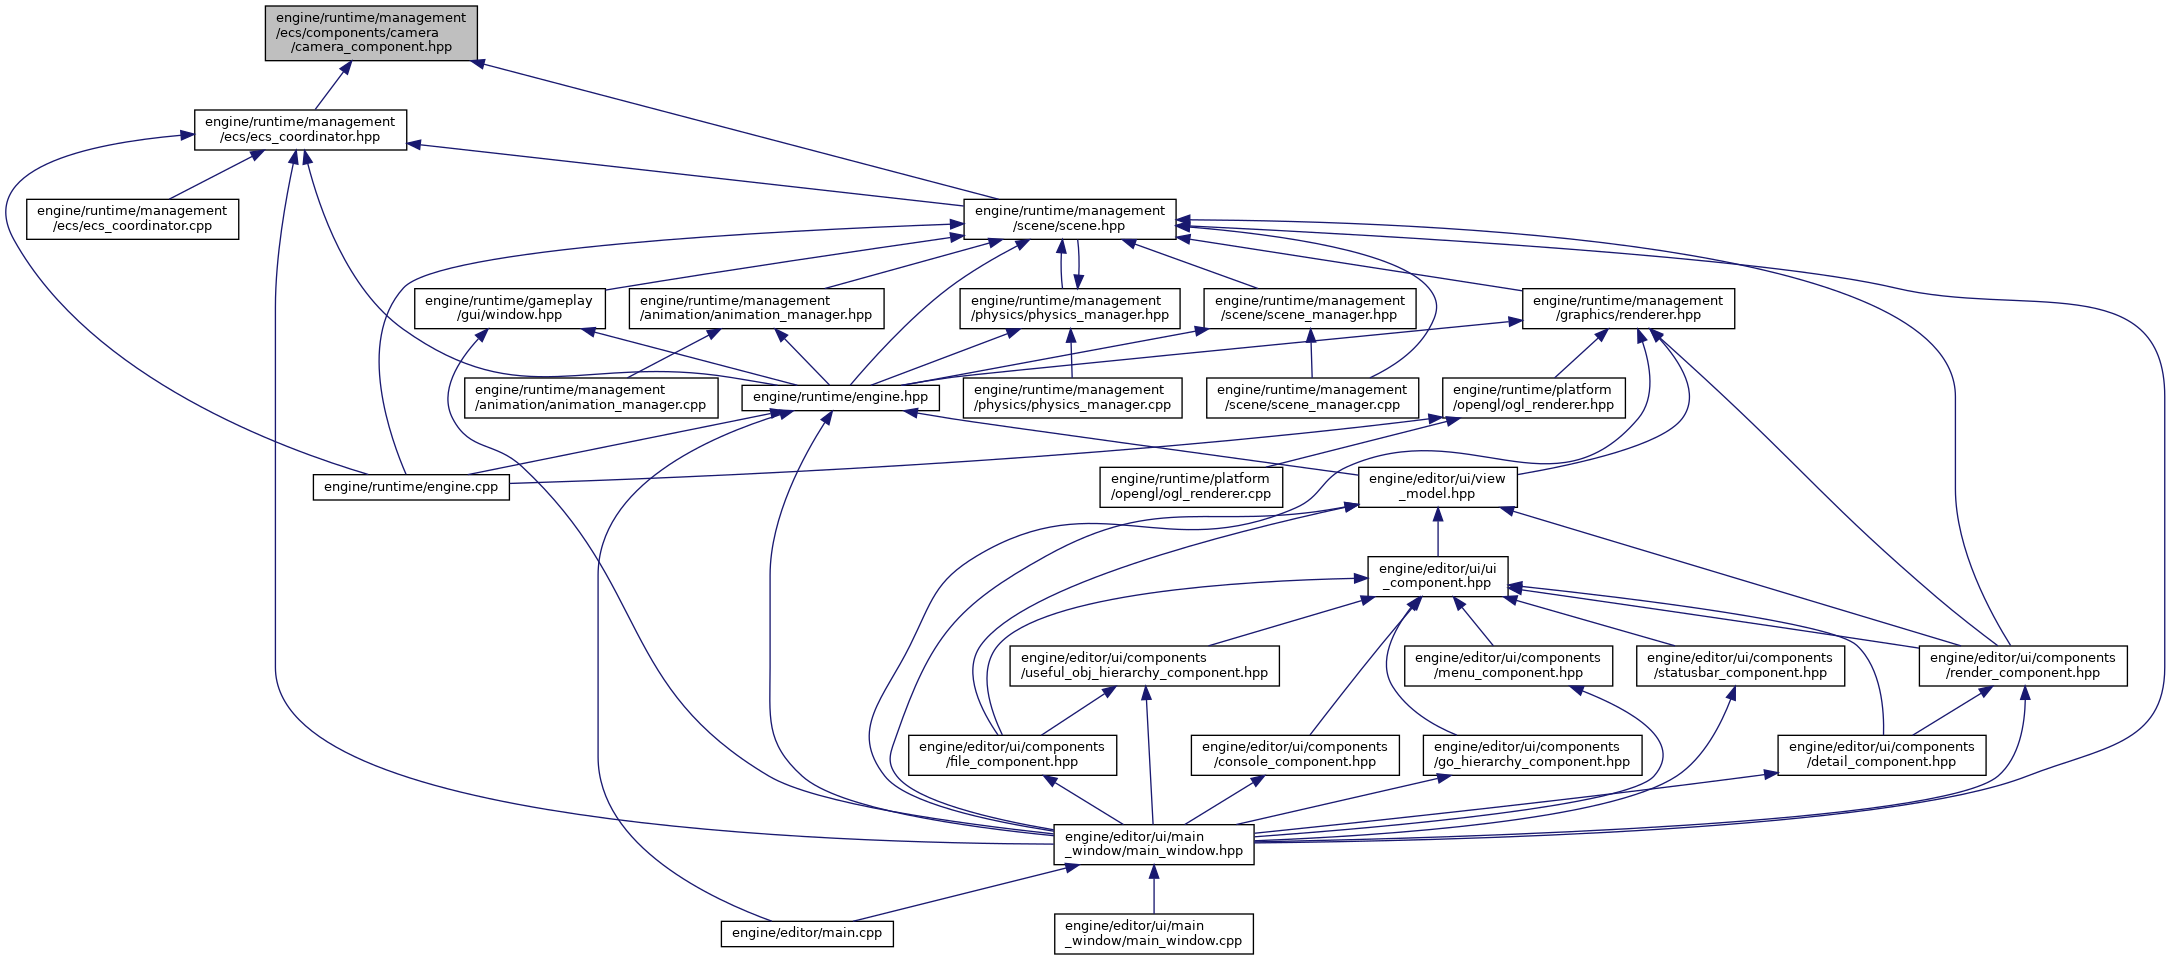 engine/runtime/management
/ecs/components/camera
/camera_component.hpp
engine/runtime/management
/ecs/ecs_coordinator.hpp
engine/runtime/management
/ecs/ecs_coordinator.cpp
engine/runtime/management
/scene/scene.hpp
engine/runtime/gameplay
/gui/window.hpp
engine/runtime/management
/animation/animation_manager.hpp
engine/runtime/management
/physics/physics_manager.hpp
engine/runtime/management
/scene/scene_manager.hpp
engine/runtime/management
/graphics/renderer.hpp
engine/runtime/management
/animation/animation_manager.cpp
engine/runtime/engine.hpp
engine/runtime/management
/physics/physics_manager.cpp
engine/runtime/management
/scene/scene_manager.cpp
engine/runtime/platform
/opengl/ogl_renderer.hpp
engine/runtime/engine.cpp
engine/runtime/platform
/opengl/ogl_renderer.cpp
engine/editor/ui/view
_model.hpp
engine/editor/ui/ui
_component.hpp
engine/editor/ui/components
/useful_obj_hierarchy_component.hpp
engine/editor/ui/components
/menu_component.hpp
engine/editor/ui/components
/statusbar_component.hpp
engine/editor/ui/components
/render_component.hpp
engine/editor/ui/components
/file_component.hpp
engine/editor/ui/components
/console_component.hpp
engine/editor/ui/components
/go_hierarchy_component.hpp
engine/editor/ui/components
/detail_component.hpp
engine/editor/ui/main
_window/main_window.hpp
engine/editor/main.cpp
engine/editor/ui/main
_window/main_window.cpp